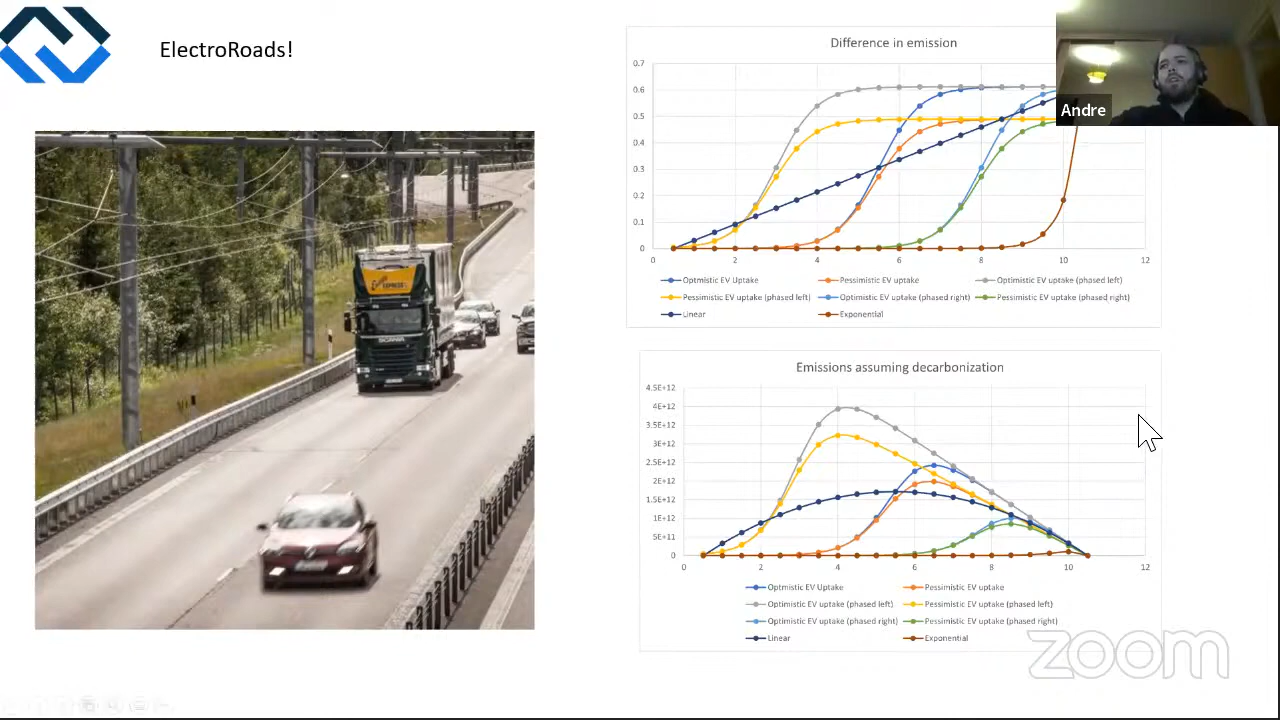 ElectroRoads!
EXPRESS
SCANIA
Difference in emission
0.7
0.6
0.5
0.4
0.3
0.2
0.1
0
0 2 4 6 8 10 12
Optmistic EV Uptake
Pessimistic EV uptake
Optimistic EV uptake (phased left)
Pessimistic EV uptake (phased left)
Optimistic EV uptake (phased right)
Pessimistic EV uptake (phased right)
Linear
Exponential
Andre
Emissions assuming decarbonization
4.5E+12
4E+12
3.5E+12
3E+12
2.5E+12
2E+12
1.5E+12
1E+12
5E+11
0
0 2 4 6 8 10 12
Optmistic EV Uptake
Pessimistic EV uptake
Optimistic EV uptake (phased left)
Pessimistic EV uptake (phased left)
Optimistic EV uptake (phased right)
Pessimistic EV uptake (phased right)
Linear
Exponential
zoom